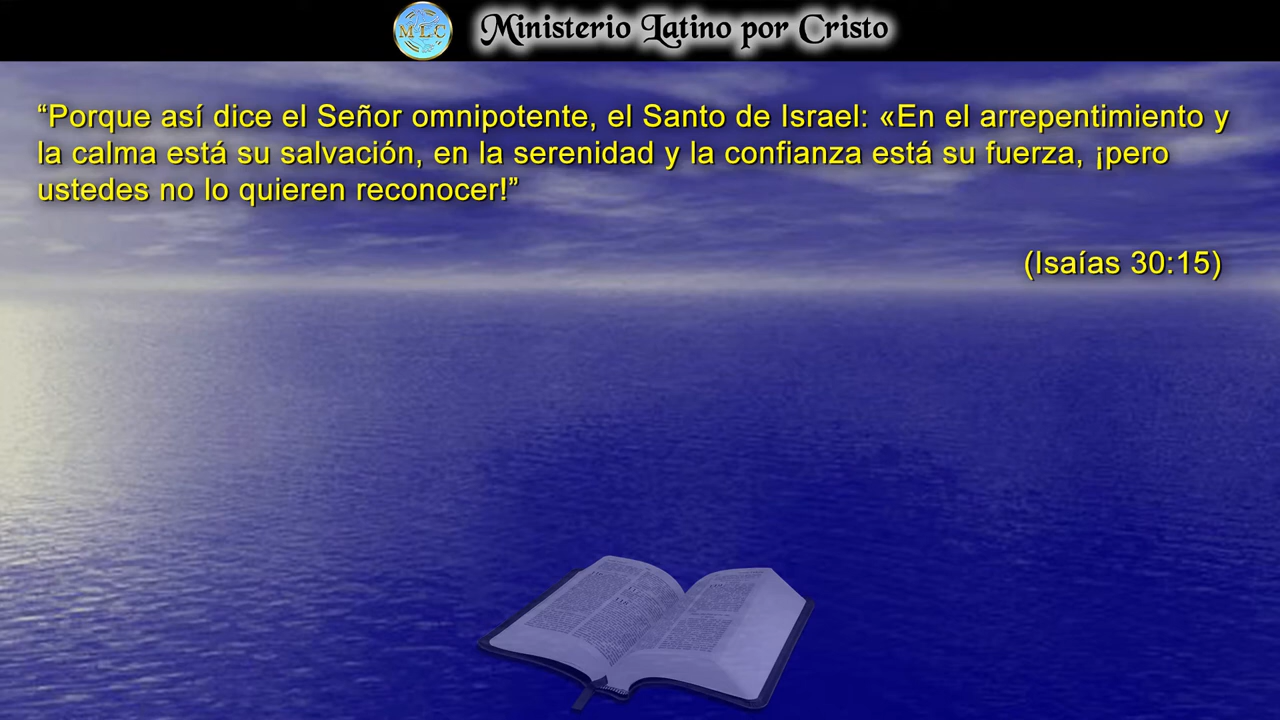 MLC
Ministerio Latino por Cristo
“Porque así dice el Señor omnipotente, el Santo de Israel: «En el arrepentimiento y
la calma está su salvación, en la serenidad y la confianza está su fuerza, ¡pero
ustedes no lo quieren reconocer!”
(Isaías 30:15)